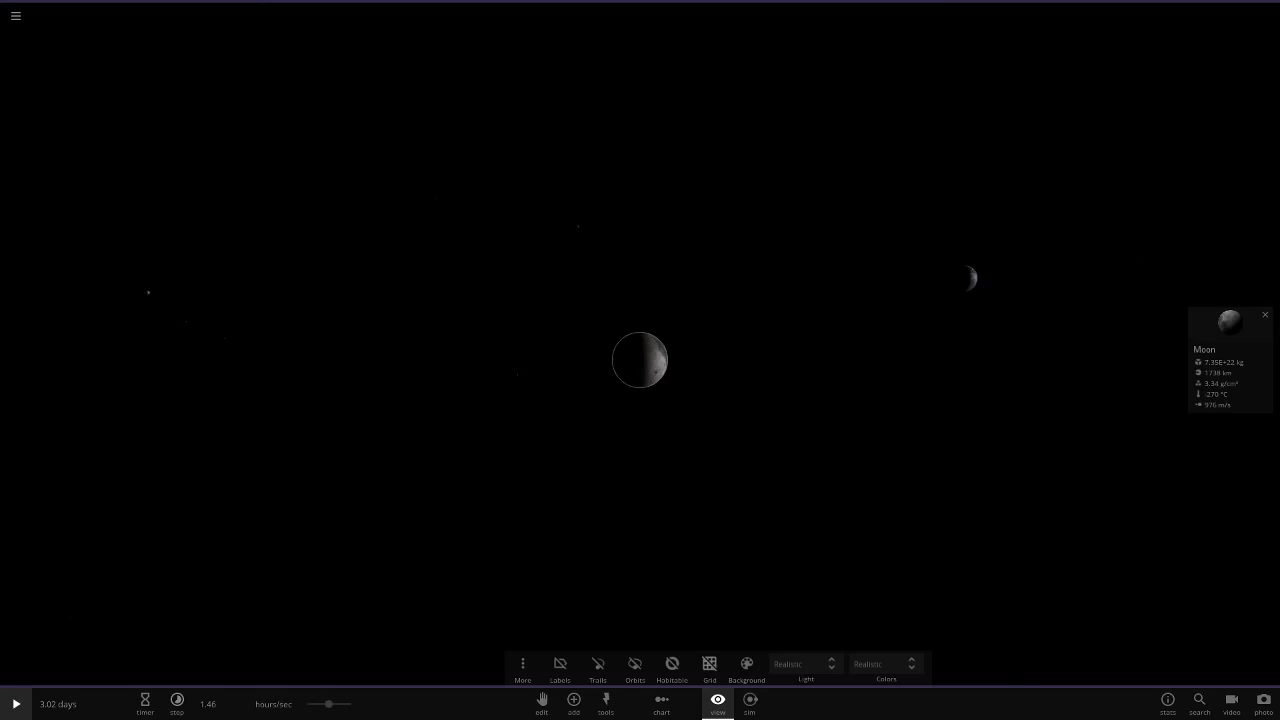 Moon
7.35E+22 kg
1738 km
3.34 g/cm³
-270 °C
976 m/s
Realistic
Realistic
More
Labels
Trails
Orbits
Habitable
Grid
Background
Light
Colors
3.02 days
timer
step
1.46
hours/sec
edit
add
tools
chart
view
sim
stats
search
video
photo